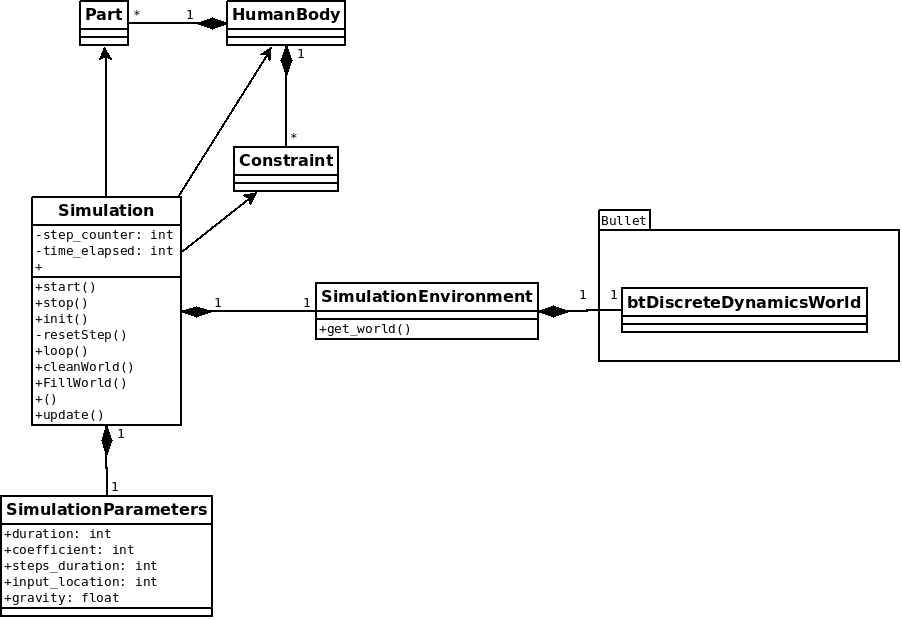 Part
*
1
HumanBody
1
*
Constraint
Simulation
-step_counter: int
-time_elapsed: int
+
+start()
+stop()
+init()
-resetStep()
+loop()
+cleanWorld()
+FillWorld()
+()
+update()
1
1
SimulationEnvironment
+get_world()
1
1
Bullet
btDiscreteDynamicsWorld
1
1
SimulationParameters
+duration: int
+coefficient: int
+steps_duration: int
+input_location: int
+gravity: float